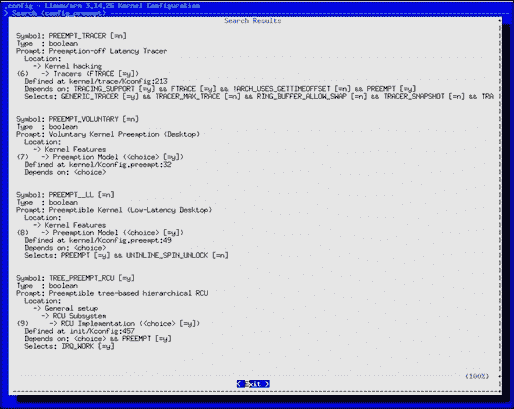 .config - Linux/arm 3.14.26 Kernel Configuration
> Search (config_preempt)
Search Results
Symbol: PREEMPT_TRACER [=n]
Type  : boolean
Prompt: Preemption-off Latency Tracer
Location:
-> Kernel hacking
(6)   -> Tracers (FTRACE [=y])
Defined at kernel/trace/Kconfig:213
Depends on: TRACING_SUPPORT [=y] && FTRACE [=y] && !ARCH_USES_GETTIMEOFFSET [=n] && PREEMPT [=y]
Selects: GENERIC_TRACER [=y] && TRACER_MAX_TRACE [=n] && RING_BUFFER_ALLOW_SWAP [=n] && TRACER_SNAPSHOT [=n] && TRA
Symbol: PREEMPT_VOLUNTARY [=n]
Type  : boolean
Prompt: Voluntary Kernel Preemption (Desktop)
Location:
-> Kernel Features
(7)   -> Preemption Model (<choice> [=y])
Defined at kernel/Kconfig.preempt:32
Depends on: <choice>
Symbol: PREEMPT__LL [=n]
Type  : boolean
Prompt: Preemptible Kernel (Low-Latency Desktop)
Location:
-> Kernel Features
(8)   -> Preemption Model (<choice> [=y])
Defined at kernel/Kconfig.preempt:49
Depends on: <choice>
Selects: PREEMPT [=y] && UNINLINE_SPIN_UNLOCK [=n]
Symbol: TREE_PREEMPT_RCU [=y]
Type  : boolean
Prompt: Preemptible tree-based hierarchical RCU
Location:
-> General setup
-> RCU Subsystem
(9)     -> RCU Implementation (<choice> [=y])
Defined at init/Kconfig:457
Depends on: <choice> && PREEMPT [=y]
Selects: IRQ_WORK [=y]
(100%)
< Exit >